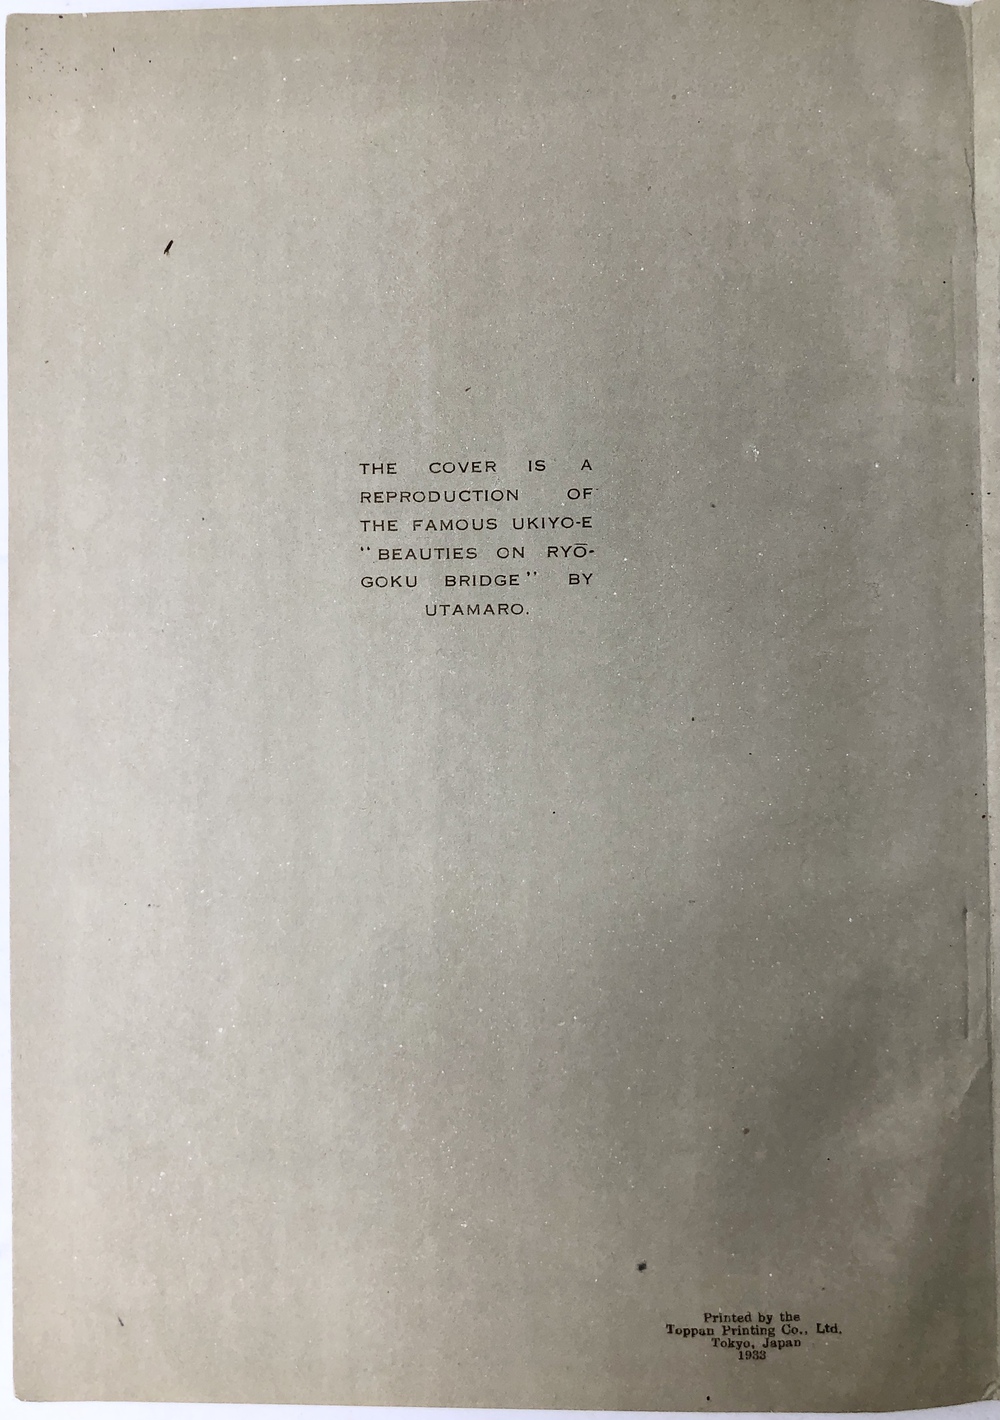 THE COVER IS A
REPRODUCTION OF
THE FAMOUS UKIYO-E
“BEAUTIES ON RYŌ-
GOKU BRIDGE” BY
UTAMARO.
Printed by the
Toppan Printing Co., Ltd.
Tokyo, Japan
1933